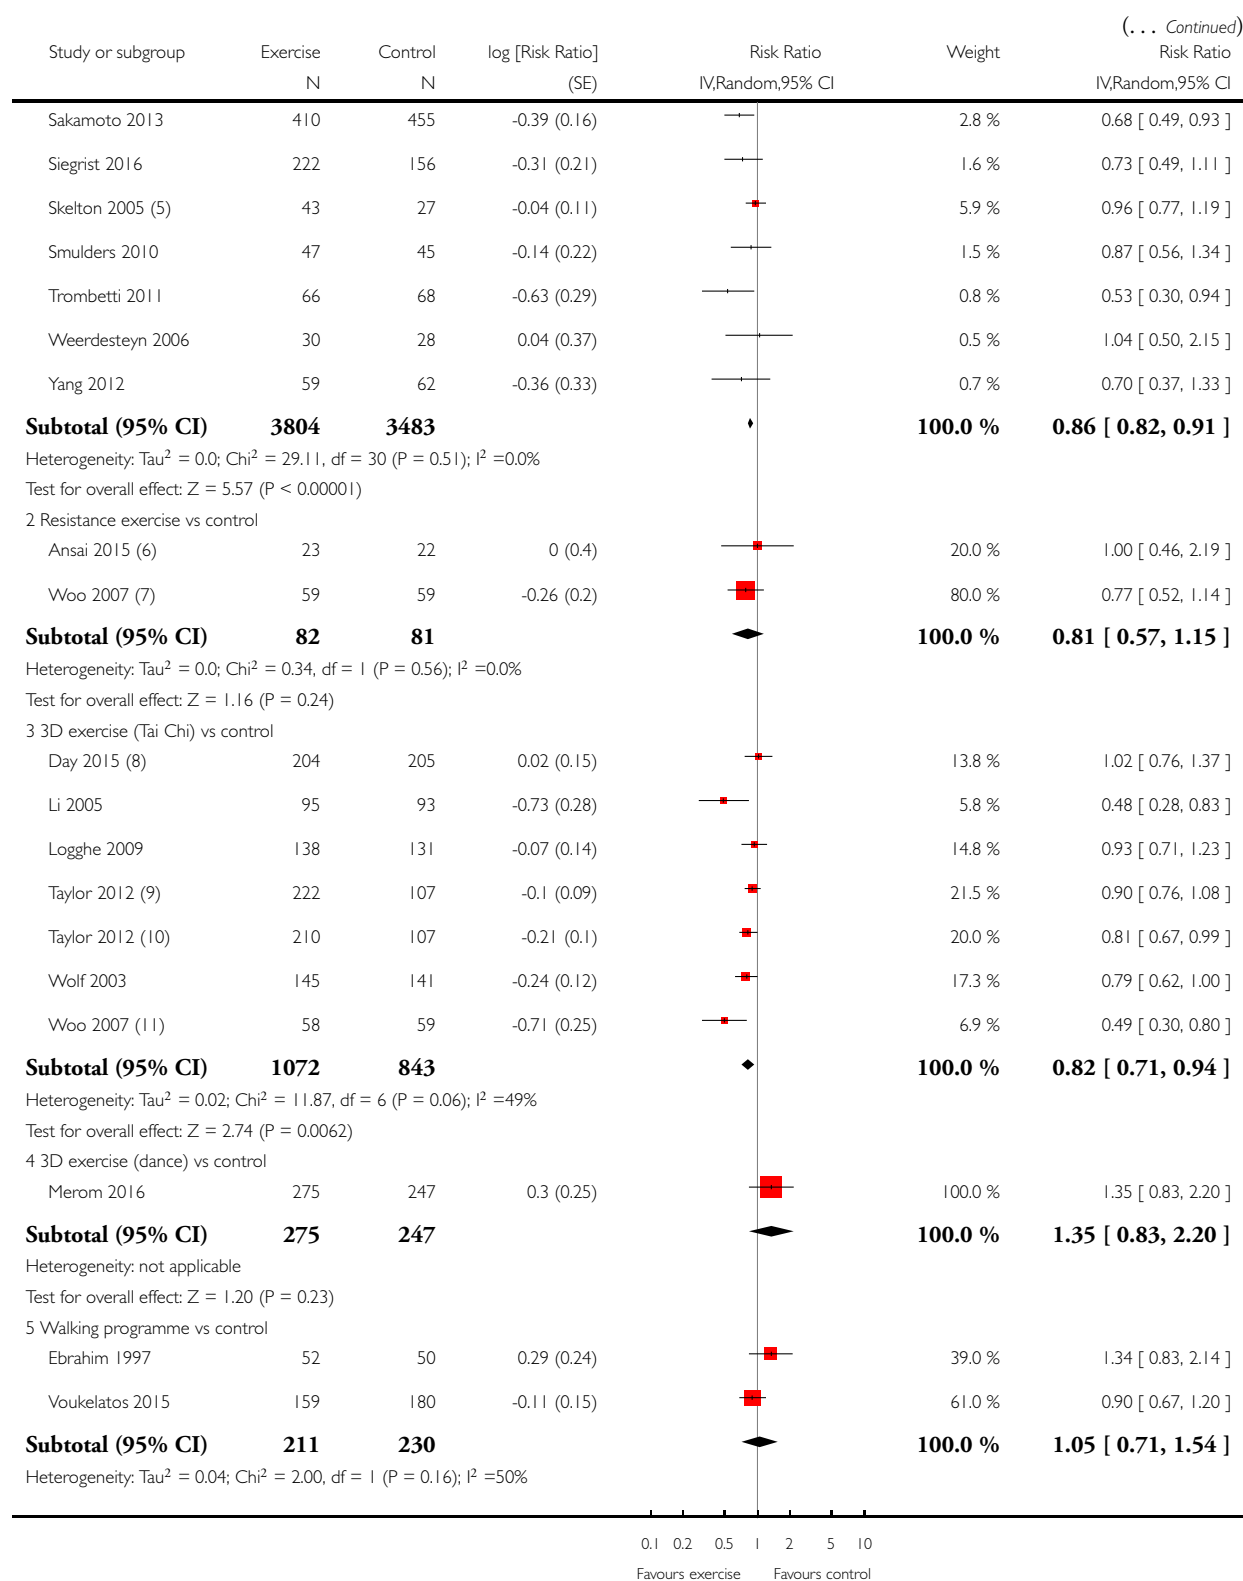 (... Continued)
Study or subgroup Exercise Control log [Risk Ratio] Risk Ratio Weight Risk Ratio
N N (SE) IV,Random,95% CI IV,Random,95% CI
Sakamoto 2013 410 455 -0.39 (0.16) 2.8 % 0.68 [ 0.49, 0.93 ]
Siegrist 2016 222 156 -0.31 (0.21) 1.6 % 0.73 [ 0.49, 1.11 ]
Skelton 2005 (5) 43 27 -0.04 (0.11) 5.9 % 0.96 [ 0.77, 1.19 ]
Smulders 2010 47 45 -0.14 (0.22) 1.5 % 0.87 [ 0.56, 1.34 ]
Trombetti 2011 66 68 -0.63 (0.29) 0.8 % 0.53 [ 0.30, 0.94 ]
Weerdesteyn 2006 30 28 0.04 (0.37) 0.5 % 1.04 [ 0.50, 2.15 ]
Yang 2012 59 62 -0.36 (0.33) 0.7 % 0.70 [ 0.37, 1.33 ]
Subtotal (95% CI) 3804 3483 100.0 % 0.86 [ 0.82, 0.91 ]
Heterogeneity: Tau² = 0.0; Chi² = 29.11, df = 30 (P = 0.51); I² =0.0%
Test for overall effect: Z = 5.57 (P < 0.00001)
2 Resistance exercise vs control
Ansai 2015 (6) 23 22 0 (0.4) 20.0 % 1.00 [ 0.46, 2.19 ]
Woo 2007 (7) 59 59 -0.26 (0.2) 80.0 % 0.77 [ 0.52, 1.14 ]
Subtotal (95% CI) 82 81 100.0 % 0.81 [ 0.57, 1.15 ]
Heterogeneity: Tau² = 0.0; Chi² = 0.34, df = 1 (P = 0.56); I² =0.0%
Test for overall effect: Z = 1.16 (P = 0.24)
3 3D exercise (Tai Chi) vs control
Day 2015 (8) 204 205 0.02 (0.15) 13.8 % 1.02 [ 0.76, 1.37 ]
Li 2005 95 93 -0.73 (0.28) 5.8 % 0.48 [ 0.28, 0.83 ]
Logghe 2009 138 131 -0.07 (0.14) 14.8 % 0.93 [ 0.71, 1.23 ]
Taylor 2012 (9) 222 107 -0.1 (0.09) 21.5 % 0.90 [ 0.76, 1.08 ]
Taylor 2012 (10) 210 107 -0.21 (0.1) 20.0 % 0.81 [ 0.67, 0.99 ]
Wolf 2003 145 141 -0.24 (0.12) 17.3 % 0.79 [ 0.62, 1.00 ]
Woo 2007 (11) 58 59 -0.71 (0.25) 6.9 % 0.49 [ 0.30, 0.80 ]
Subtotal (95% CI) 1072 843 100.0 % 0.82 [ 0.71, 0.94 ]
Heterogeneity: Tau² = 0.02; Chi² = 11.87, df = 6 (P = 0.06); I² =49%
Test for overall effect: Z = 2.74 (P = 0.0062)
4 3D exercise (dance) vs control
Merom 2016 275 247 0.3 (0.25) 100.0 % 1.35 [ 0.83, 2.20 ]
Subtotal (95% CI) 275 247 100.0 % 1.35 [ 0.83, 2.20 ]
Heterogeneity: not applicable
Test for overall effect: Z = 1.20 (P = 0.23)
5 Walking programme vs control
Ebrahim 1997 52 50 0.29 (0.24) 39.0 % 1.34 [ 0.83, 2.14 ]
Voukelatos 2015 159 180 -0.11 (0.15) 61.0 % 0.90 [ 0.67, 1.20 ]
Subtotal (95% CI) 211 230 100.0 % 1.05 [ 0.71, 1.54 ]
Heterogeneity: Tau² = 0.04; Chi² = 2.00, df = 1 (P = 0.16); I² =50%
0.1 0.2 0.5 1 2 5 10
Favours exercise Favours control